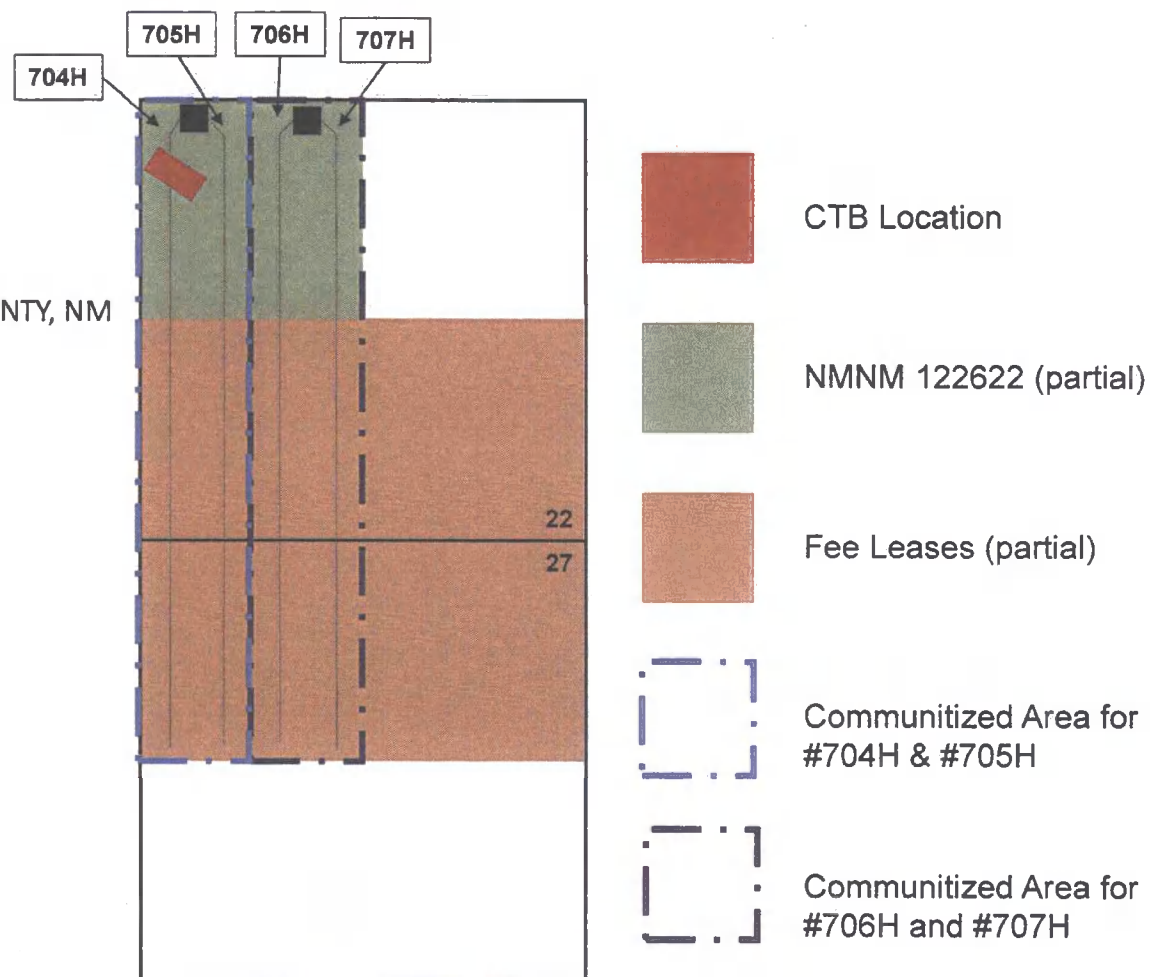 705H
706H
707H
704H
NTY, NM
22
27
CTB Location
NMNM 122622 (partial)
Fee Leases (partial)
Communitized Area for
#704H & #705H
Communitized Area for
#706H and #707H